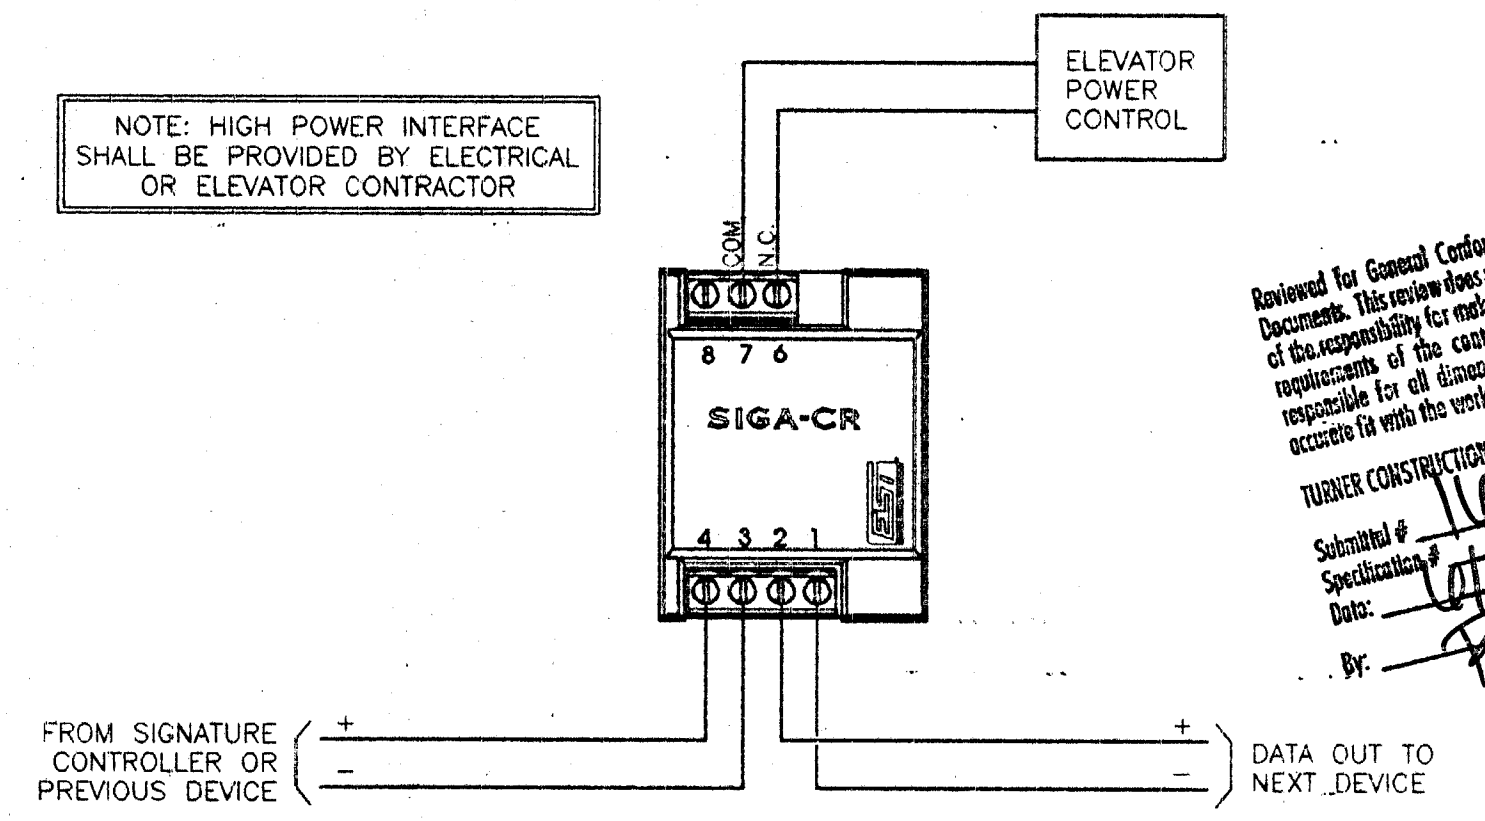 ELEVATOR
POWER
CONTROL
NOTE: HIGH POWER INTERFACE
SHALL BE PROVIDED BY ELECTRICAL
OR ELEVATOR CONTRACTOR
COM
N.C.
8 7 6
SIGA-CR
EST
4 3 2 1
Reviewed For General
Documents. This review does
of the responsibility for
requirements of the
responsible for all
accurate fit with the work
TURNER CONSTRUCTION
Submittal #
Specification #
Date:
By:
+
FROM SIGNATURE
CONTROLLER OR
PREVIOUS DEVICE
−
+
DATA OUT TO
NEXT DEVICE
−